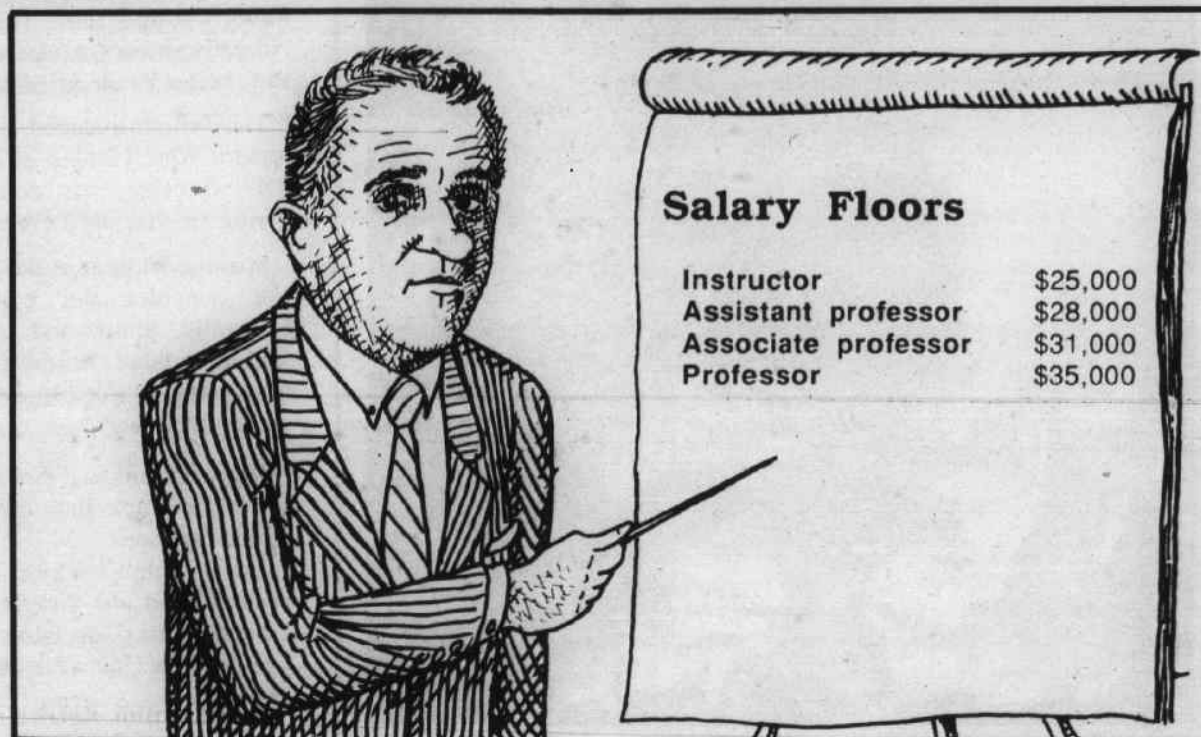 Salary Floors
Instructor $25,000
Assistant professor $28,000
Associate professor $31,000
Professor $35,000